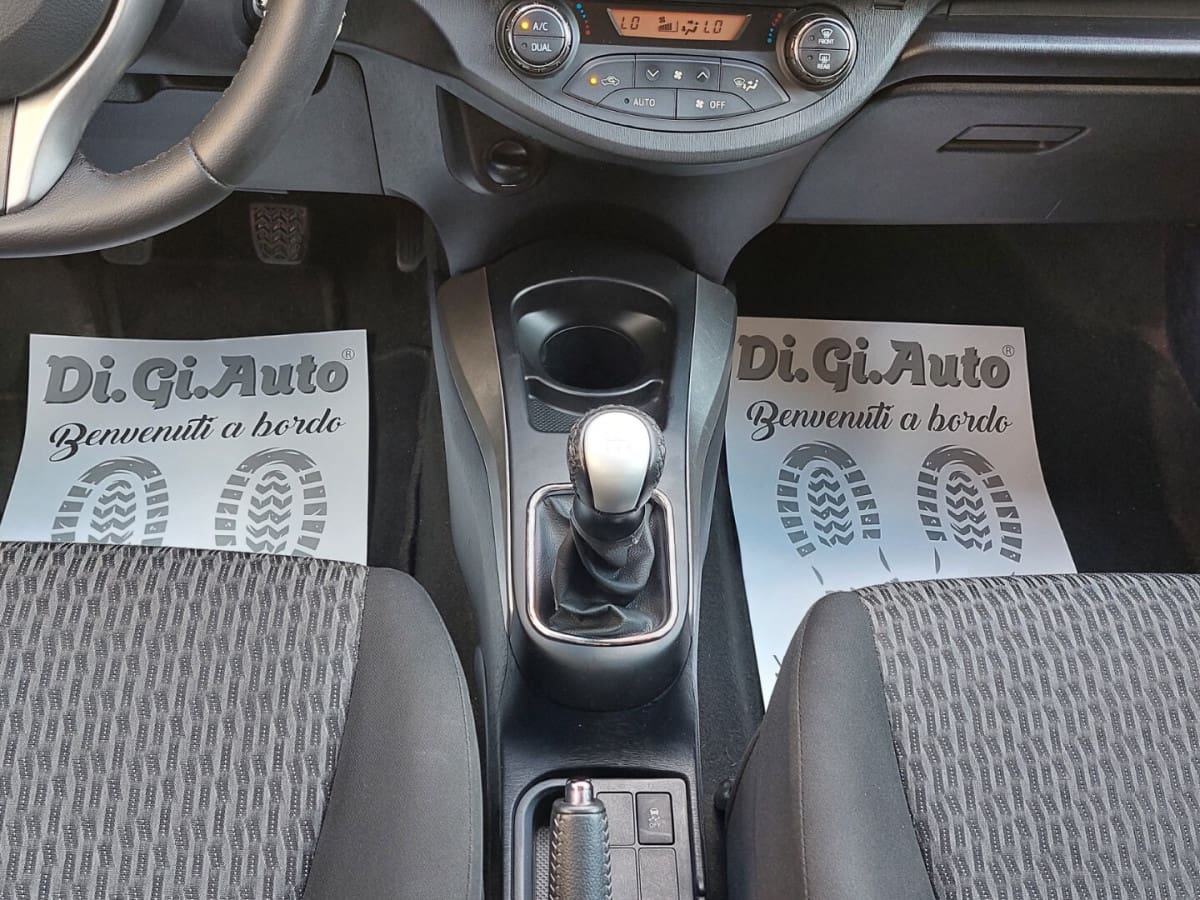 A/C
DUAL
LO LO
FRONT
REAR
AUTO
OFF
Di.Gi.Auto®
Benvenuti a bordo
Di.Gi.Auto®
Benvenuti a bordo